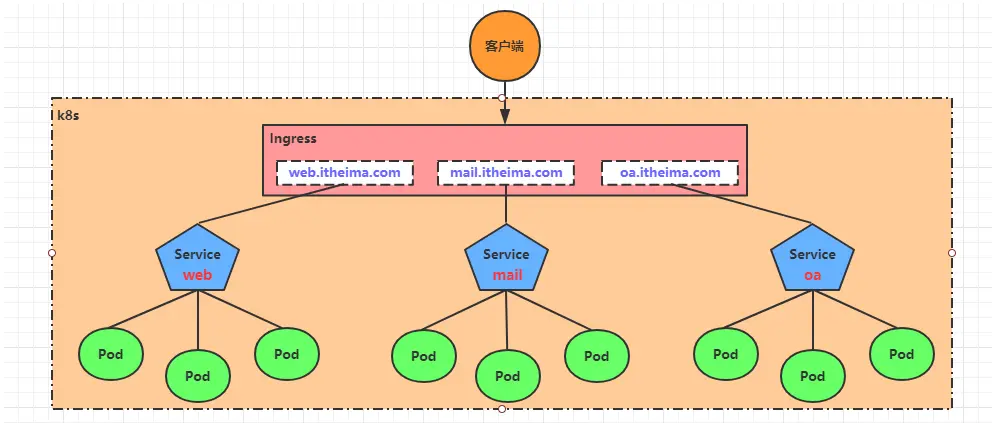 客户端
k8s
Ingress
web.itheima.com
mail.itheima.com
oa.itheima.com
Service
web
Service
mail
Service
oa
Pod
Pod
Pod
Pod
Pod
Pod
Pod
Pod
Pod